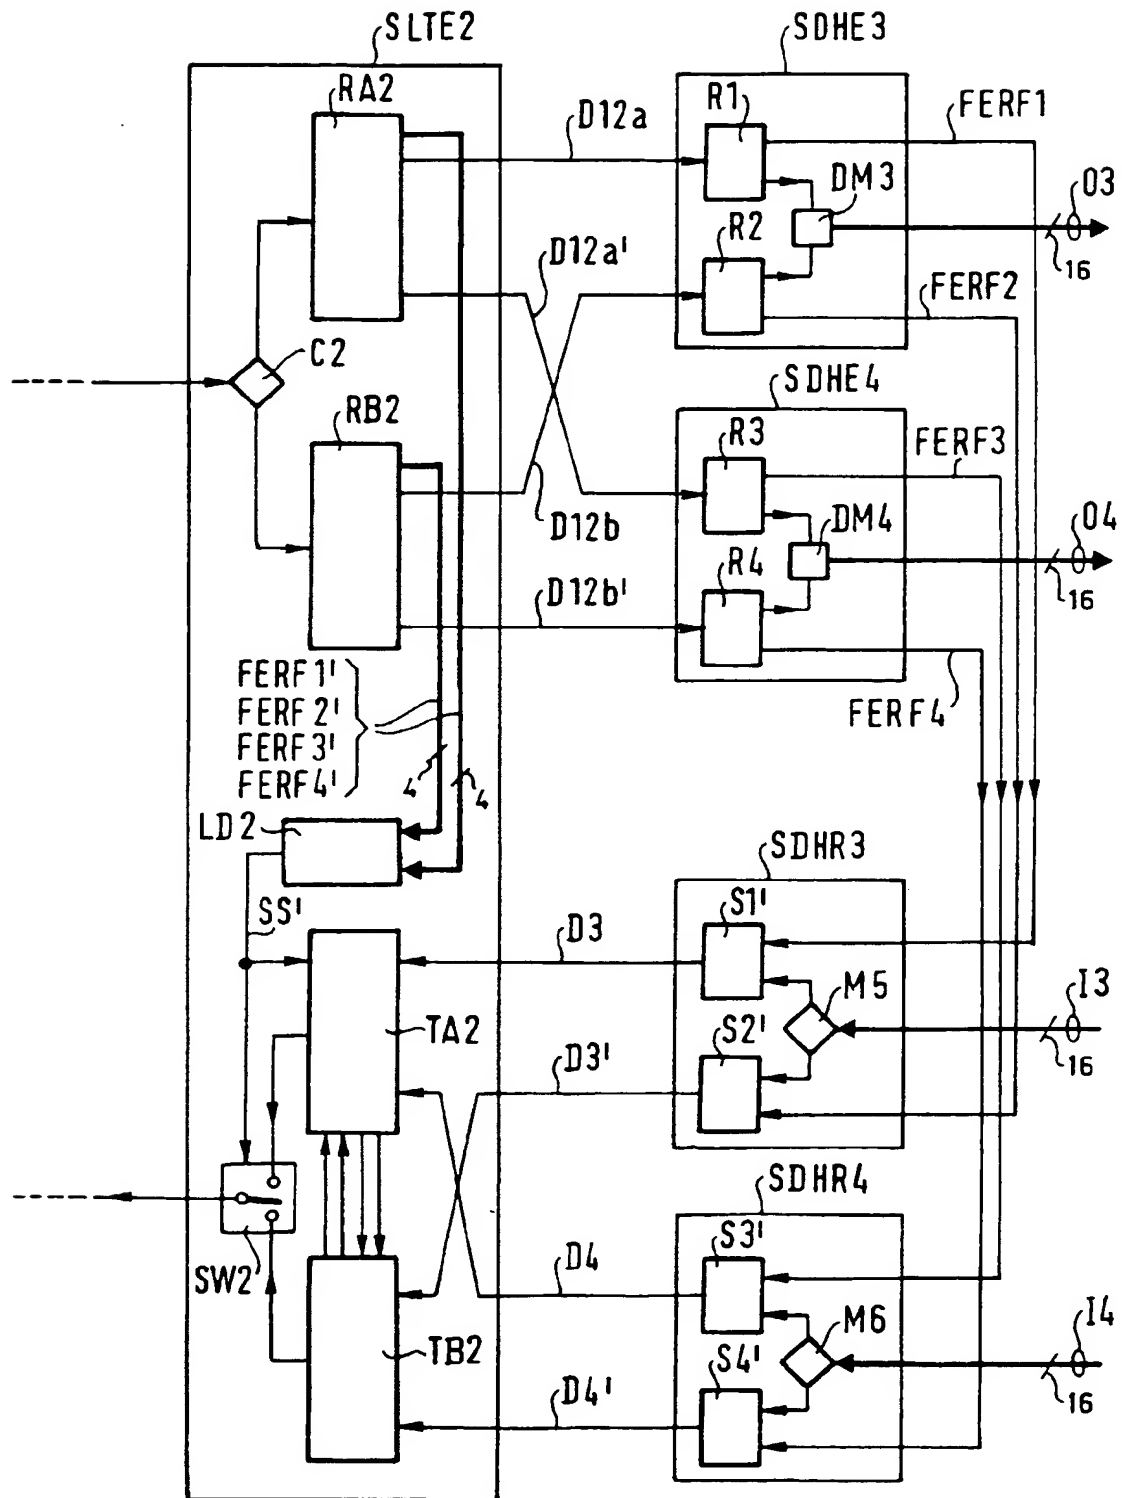 SLTE2
SDHE3
RA2
D12a
R1
FERF1
DM3
O3
16
D12a'
R2
FERF2
C2
SDHE4
RB2
R3
FERF3
D12b
DM4
O4
16
R4
D12b'
FERF1'
FERF2'
FERF3'
FERF4'
FERF4
4
4
LD2
SDHR3
SS'
D3
S1'
M5
I3
16
TA2
D3'
S2'
SDHR4
SW2
D4
S3'
M6
I4
16
TB2
D4'
S4'